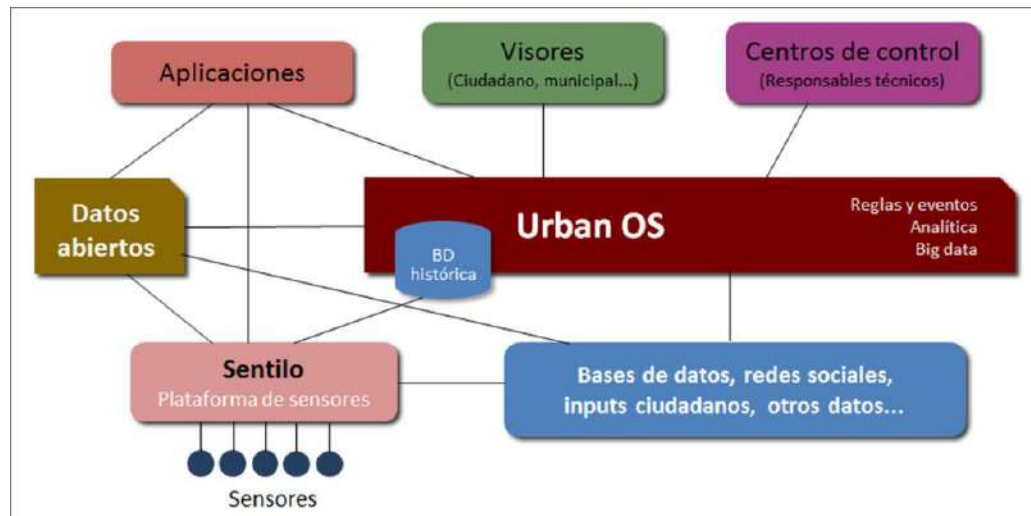 Aplicaciones
Visores
(Ciudadano, municipal...)
Centros de control
(Responsables técnicos)
Datos
abiertos
Urban OS
Reglas y eventos
Analítica
Big data
BD
histórica
Sentilo
Plataforma de sensores
Bases de datos, redes sociales,
inputs ciudadanos, otros datos...
Sensores